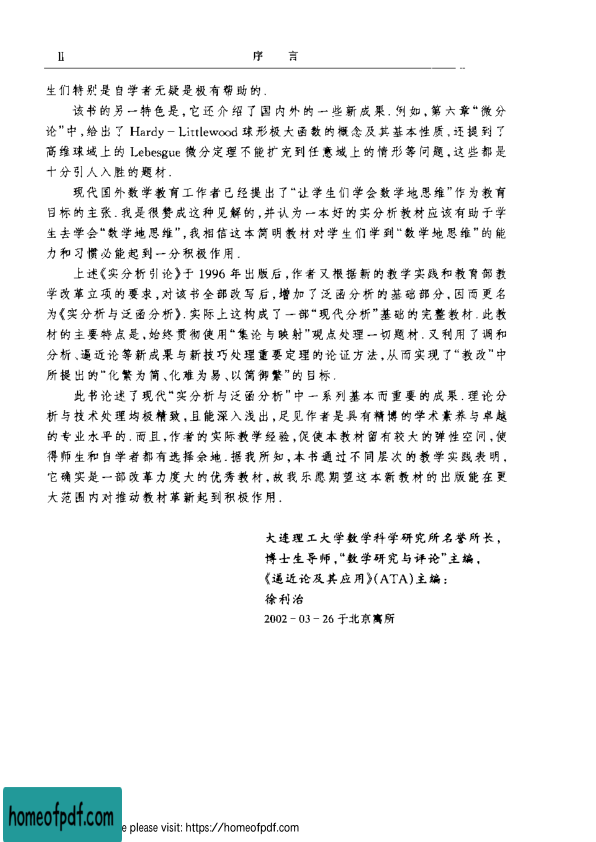 Ⅱ 序 言
生们特别是自学者无疑是极有帮助的.
该书的另一特色是,它还介绍了国内外的一些新成果.例如,第六章“微分
论”中,给出了 Hardy-Littlewood 球形极大函数的概念及其基本性质,还提到了
高维球域上的 Lebesgue 微分定理不能扩充到任意域上的情形等问题,这些都是
十分引人入胜的题材.
现代国外数学教育工作者已经提出了“让学生们学会数学地思维”作为教育
目标的主张.我是很赞成这种见解的,并认为一本好的实分析教材应该有助于学
生去学会“数学地思维”,我相信这本简明教材对学生们学到“数学地思维”的能
力和习惯必能起到一分积极作用.
上述《实分析引论》于 1996 年出版后,作者又根据新的教学实践和教育部教
学改革立项的要求,对该书全部改写后,增加了泛函分析的基础部分,因而更名
为《实分析与泛函分析》.实际上这构成了一部“现代分析”基础的完整教材.此教
材的主要特点是,始终贯彻使用“集论与映射”观点处理一切题材.又利用了调和
分析、逼近论等新成果与新技巧处理重要定理的论证方法,从而实现了“教改”中
所提出的“化繁为简、化难为易、以简御繁”的目标.
此书论述了现代“实分析与泛函分析”中一系列基本而重要的成果.理论分
析与技术处理均极精致,且能深入浅出,足见作者是具有精博的学术素养与卓越
的专业水平的.而且,作者的实际教学经验,促使本教材留有较大的弹性空间,使
得师生和自学者都有选择余地.据我所知,本书通过不同层次的教学实践表明,
它确实是一部改革力度大的优秀教材,故我乐愿期望这本新教材的出版能在更
大范围内对推动教材革新起到积极作用.
大连理工大学数学科学研究所名誉所长,
博士生导师,“数学研究与评论”主编,
《逼近论及其应用》(ATA)主编:
徐利治
2002-03-26 于北京寓所
homeofpdf.com
e please visit: https://homeofpdf.com